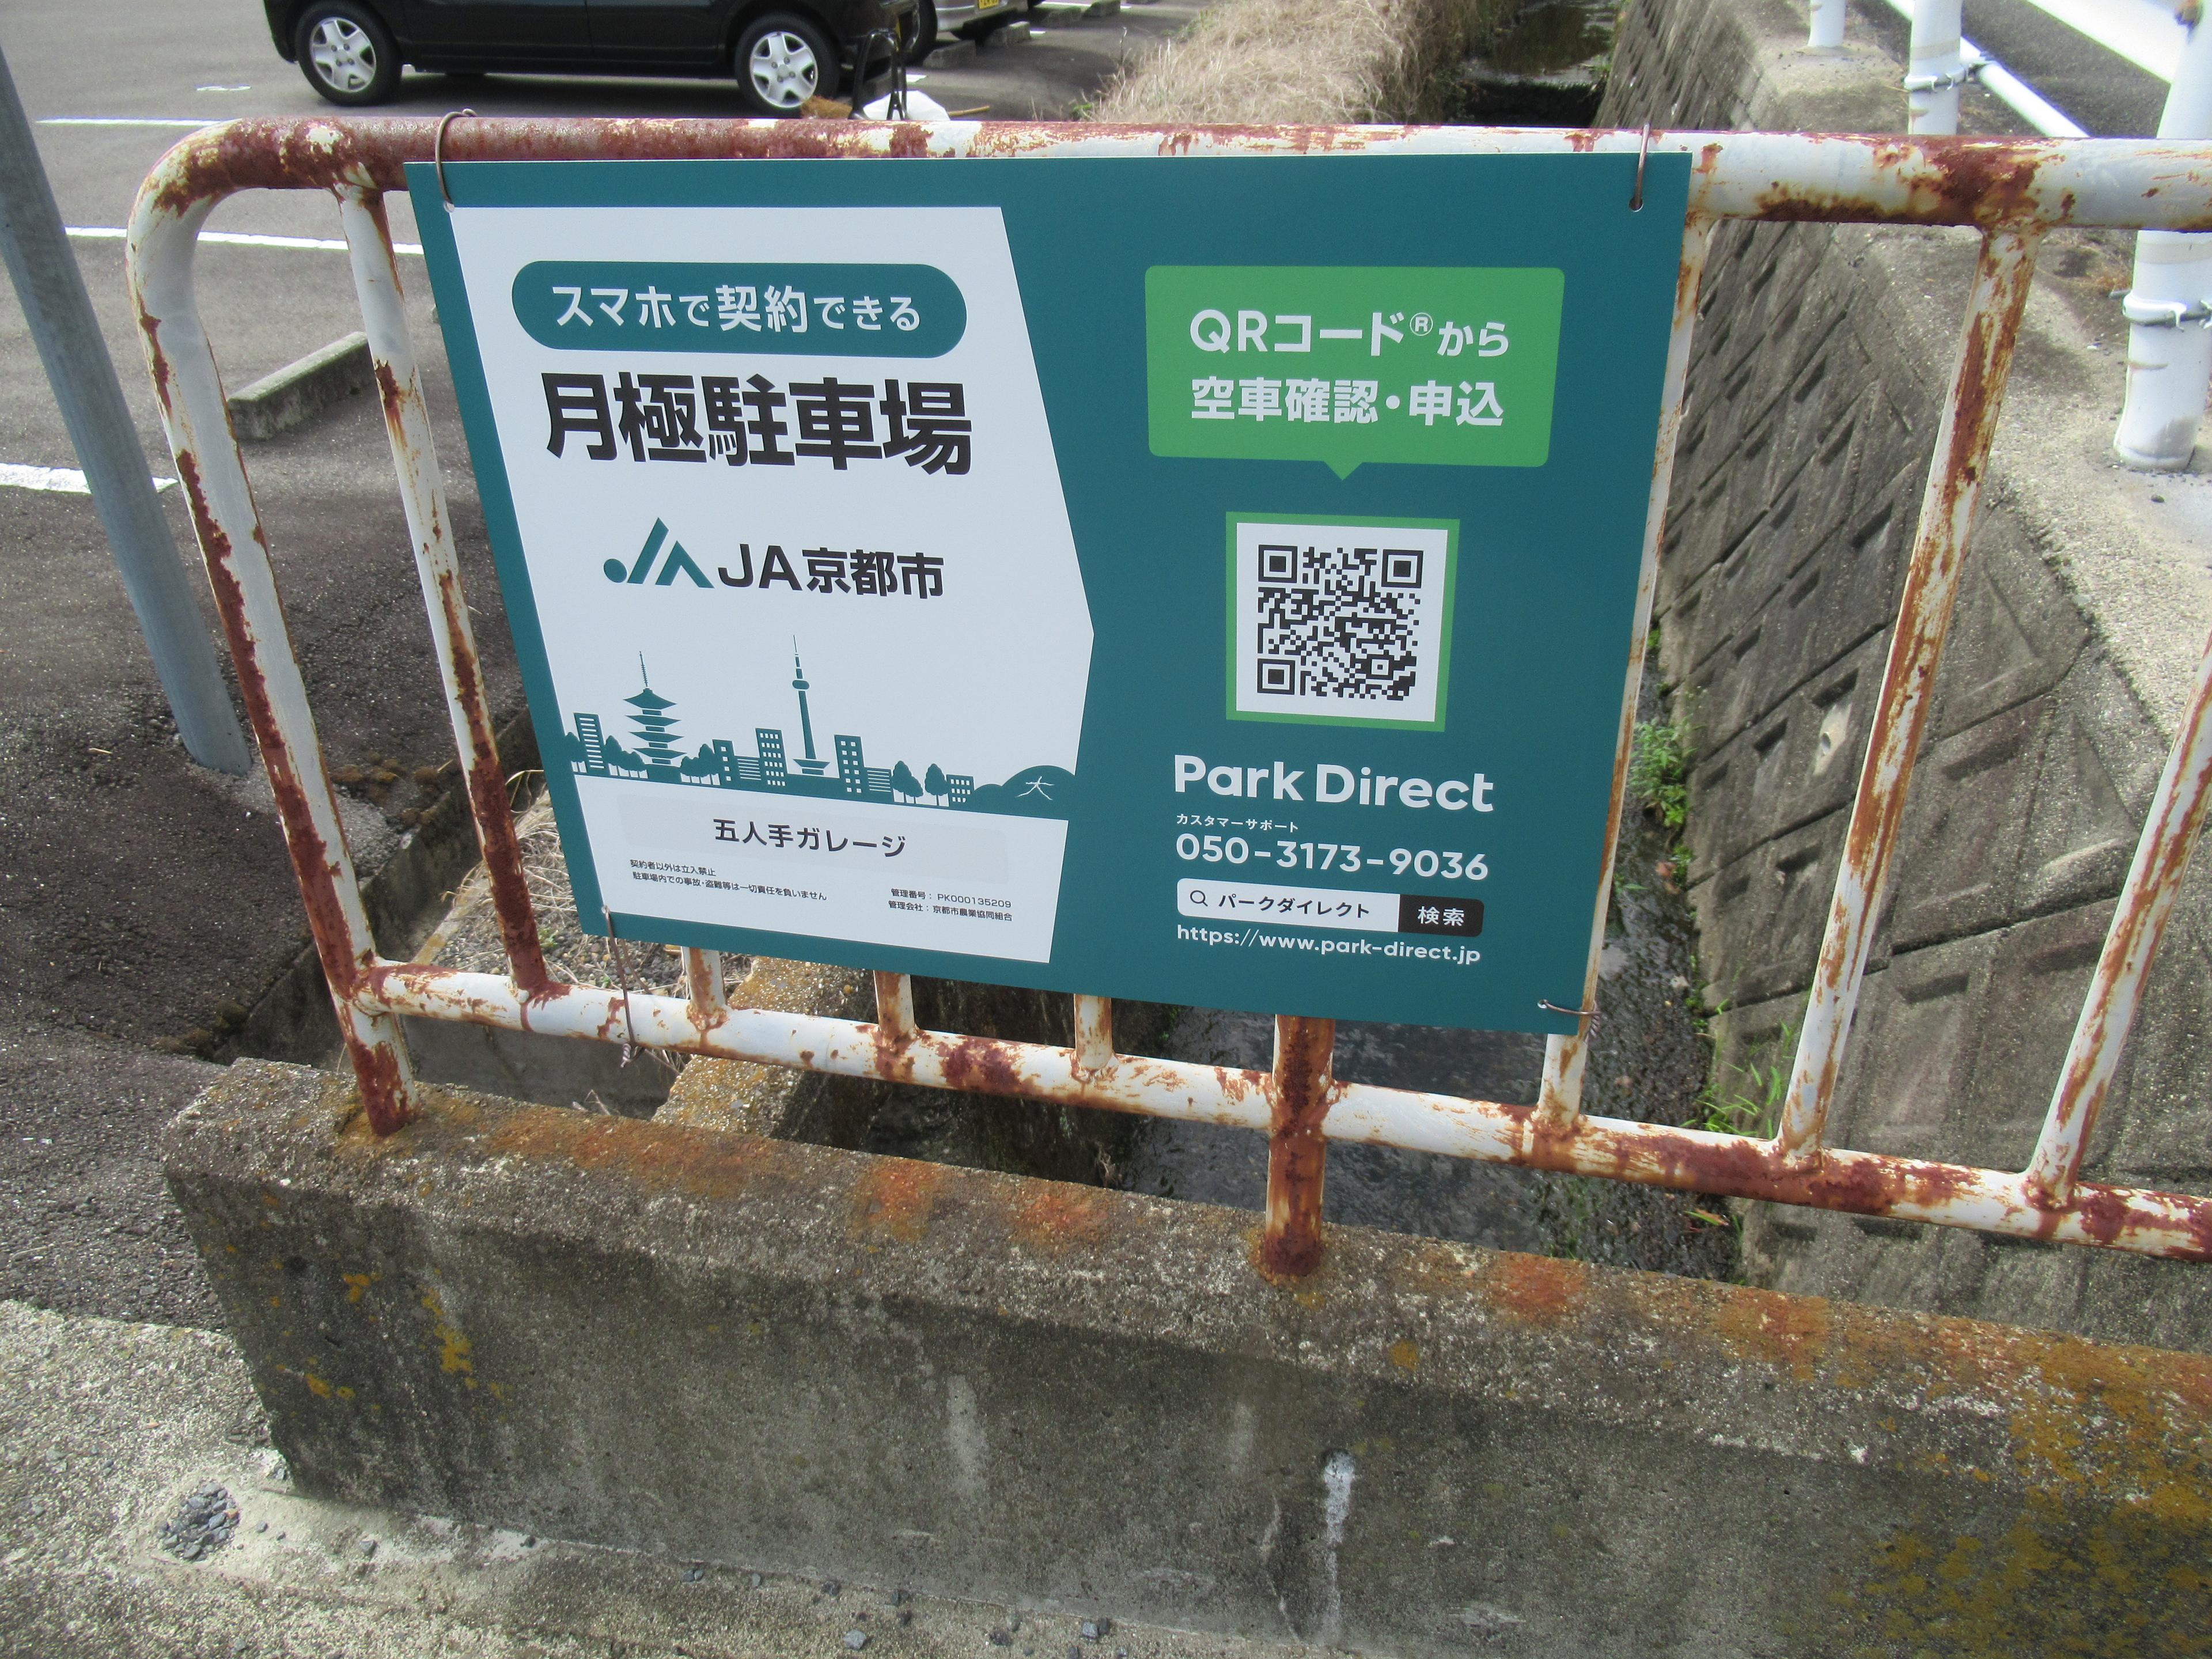 スマホで契約できる
月極駐車場
JA京都市
大
五人手ガレージ
契約者以外は立入禁止
駐車場内での事故・盗難等は一切責任を負いません
管理番号：PK000135209
管理会社：京都市農業協同組合
QRコード®から
空車確認・申込
Park Direct
カスタマーサポート
050-3173-9036
パークダイレクト 検索
https://www.park-direct.jp